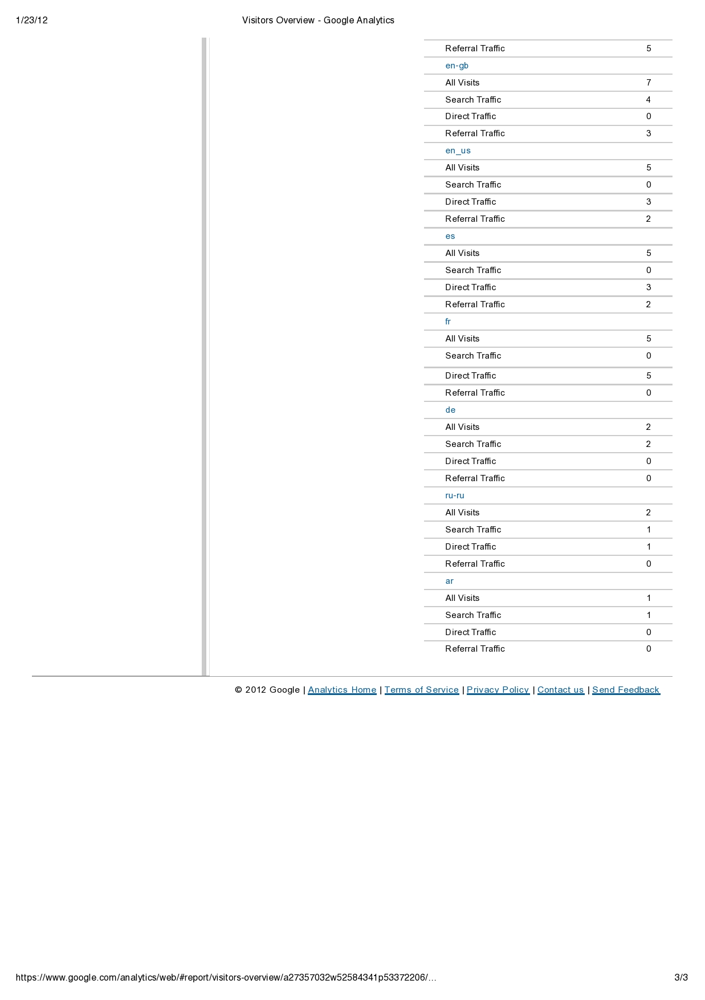 1/23/12 Visitors Overview - Google Analytics
Referral Traffic 5
en-gb
All Visits 7
Search Traffic 4
Direct Traffic 0
Referral Traffic 3
en_us
All Visits 5
Search Traffic 0
Direct Traffic 3
Referral Traffic 2
es
All Visits 5
Search Traffic 0
Direct Traffic 3
Referral Traffic 2
fr
All Visits 5
Search Traffic 0
Direct Traffic 5
Referral Traffic 0
de
All Visits 2
Search Traffic 2
Direct Traffic 0
Referral Traffic 0
ru-ru
All Visits 2
Search Traffic 1
Direct Traffic 1
Referral Traffic 0
ar
All Visits 1
Search Traffic 1
Direct Traffic 0
Referral Traffic 0
© 2012 Google | Analytics Home | Terms of Service | Privacy Policy | Contact us | Send Feedback
https://www.google.com/analytics/web/#report/visitors-overview/a27357032w52584341p53372206/… 3/3